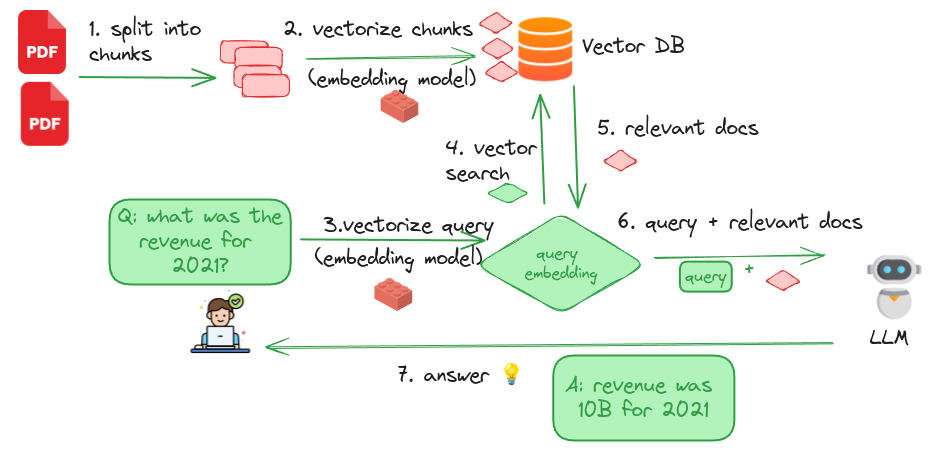 PDF
PDF
1. split into
chunks
2. vectorize chunks
(embedding model)
Vector DB
4. vector
search
5. relevant docs
Q: what was the
revenue for
2021?
3.vectorize query
(embedding model)
query
embedding
6. query + relevant docs
query +
LLM
7. answer
A: revenue was
10B for 2021